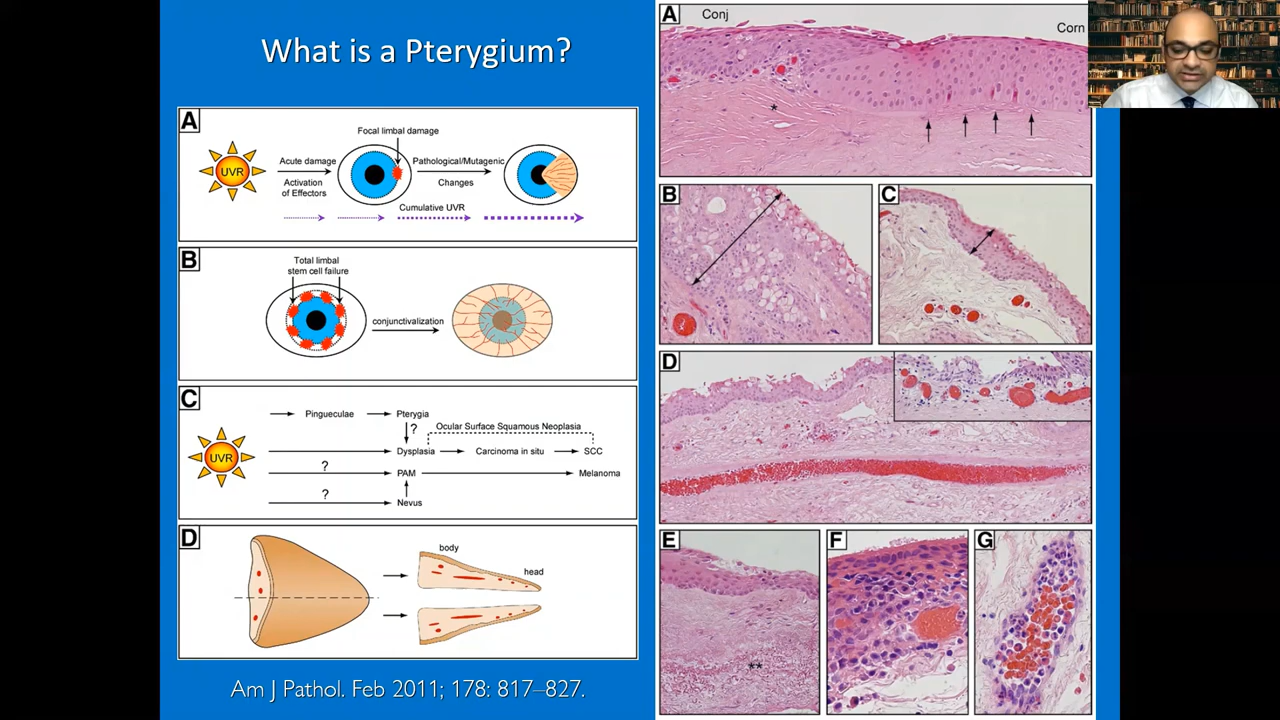 What is a Pterygium?
A
UVR
Acute damage
Activation
of Effectors
Focal limbal damage
Pathological/Mutagenic
Changes
Cumulative UVR
B
Total limbal
stem cell failure
conjunctivalization
C
UVR
Pingueculae
Pterygia
?
Ocular Surface Squamous Neoplasia
Dysplasia
Carcinoma in situ
SCC
?
PAM
Melanoma
?
Nevus
D
body
head
Am J Pathol. Feb 2011; 178: 817–827.
A
Conj
Corn
*
B
C
D
E
**
F
G